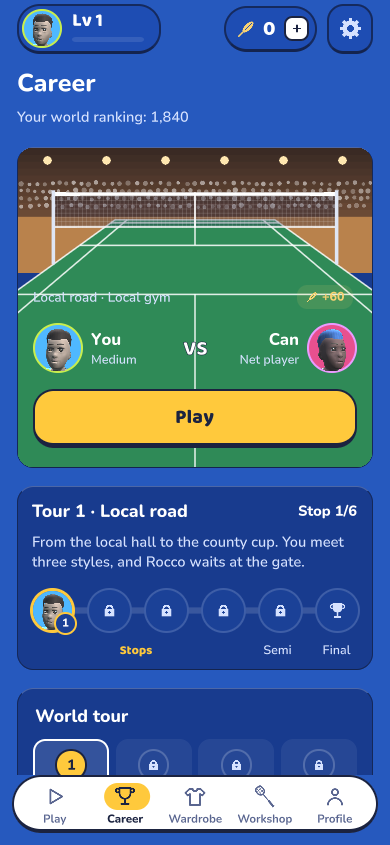 Lv 1
0
+
Career
Your world ranking: 1,840
Local road · Local gym
+60
You
Medium
VS
Can
Net player
Play
Tour 1 · Local road
Stop 1/6
From the local hall to the county cup. You meet
three styles, and Rocco waits at the gate.
1
Stops
Semi
Final
World tour
1
Play
Career
Wardrobe
Workshop
Profile